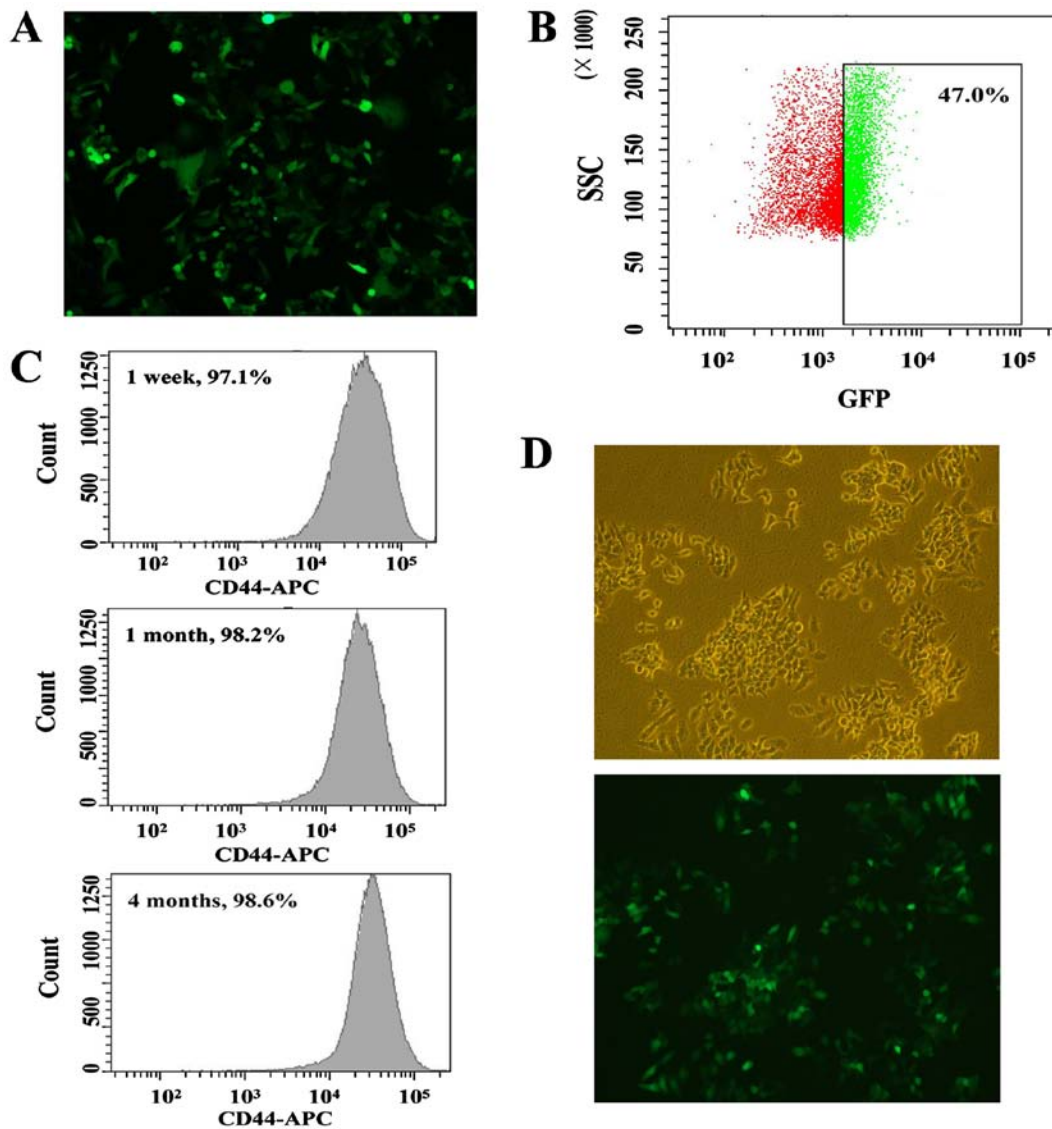 A
B
(× 1000)
250
200
150
100
50
0
SSC
47.0%
10² 10³ 10⁴ 10⁵
GFP
C
1 week, 97.1%
Count
1250
1000
500
0
10² 10³ 10⁴ 10⁵
CD44-APC
1 month, 98.2%
Count
1250
1000
500
0
10² 10³ 10⁴ 10⁵
CD44-APC
4 months, 98.6%
Count
1250
1000
500
0
10² 10³ 10⁴ 10⁵
CD44-APC
D